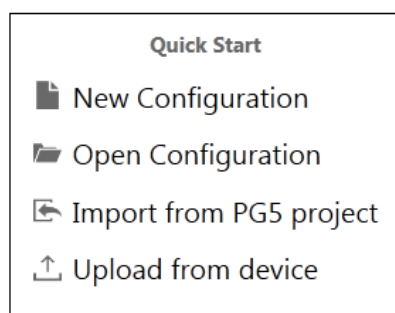 Quick Start
New Configuration
Open Configuration
Import from PG5 project
Upload from device